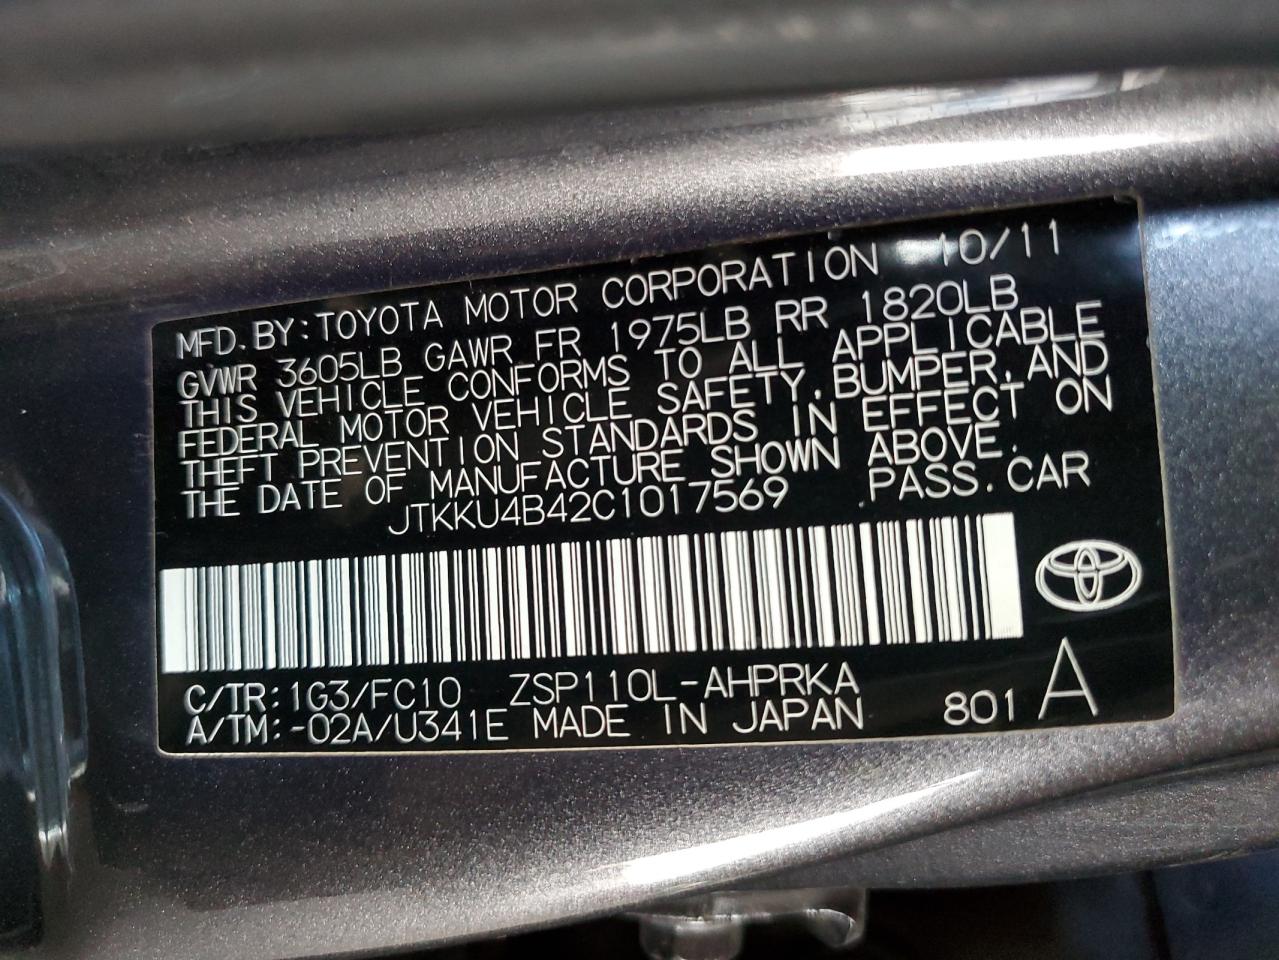 MFD. BY: TOYOTA MOTOR CORPORATION 10/11
GVWR 3605LB GAWR FR 1975LB RR 1820LB
THIS VEHICLE CONFORMS TO ALL APPLICABLE
FEDERAL MOTOR VEHICLE SAFETY, BUMPER, AND
THEFT PREVENTION STANDARDS IN EFFECT ON
THE DATE OF MANUFACTURE SHOWN ABOVE.
JTKKU4B42C1017569 PASS. CAR
C/TR: 1G3/FC10 ZSP110L-AHPRKA
A/TM: -02A/U341E MADE IN JAPAN 801 A